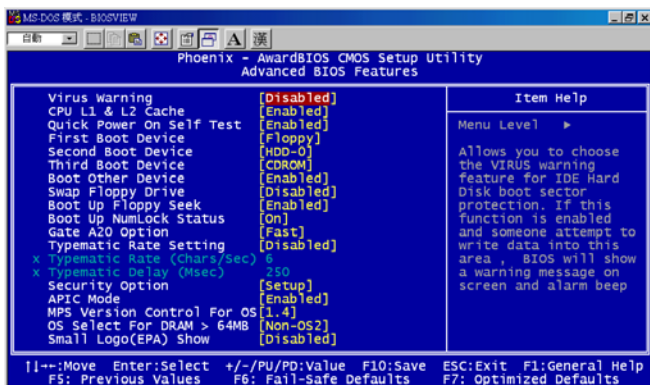 MS-DOS 模式 - BIOSVIEW
自動
A 漢
Phoenix - AwardBIOS CMOS Setup Utility
Advanced BIOS Features
Virus Warning [Disabled]
CPU L1 & L2 Cache [Enabled]
Quick Power On Self Test [Enabled]
First Boot Device [Floppy]
Second Boot Device [HDD-0]
Third Boot Device [CDROM]
Boot Other Device [Enabled]
Swap Floppy Drive [Disabled]
Boot Up Floppy Seek [Enabled]
Boot Up NumLock Status [On]
Gate A20 Option [Fast]
Typematic Rate Setting [Disabled]
x Typematic Rate (Chars/Sec) 6
x Typematic Delay (Msec) 250
Security Option [Setup]
APIC Mode [Enabled]
MPS Version Control For OS[1.4]
OS Select For DRAM > 64MB [Non-OS2]
Small Logo(EPA) Show [Disabled]
Item Help
Menu Level ►
Allows you to choose
the VIRUS warning
feature for IDE Hard
Disk boot sector
protection. If this
function is enabled
and someone attempt to
write data into this
area , BIOS will show
a warning message on
screen and alarm beep
↑↓→←:Move Enter:Select +/-/PU/PD:Value F10:Save ESC:Exit F1:General Help
F5: Previous Values F6: Fail-Safe Defaults F7: Optimized Defaults